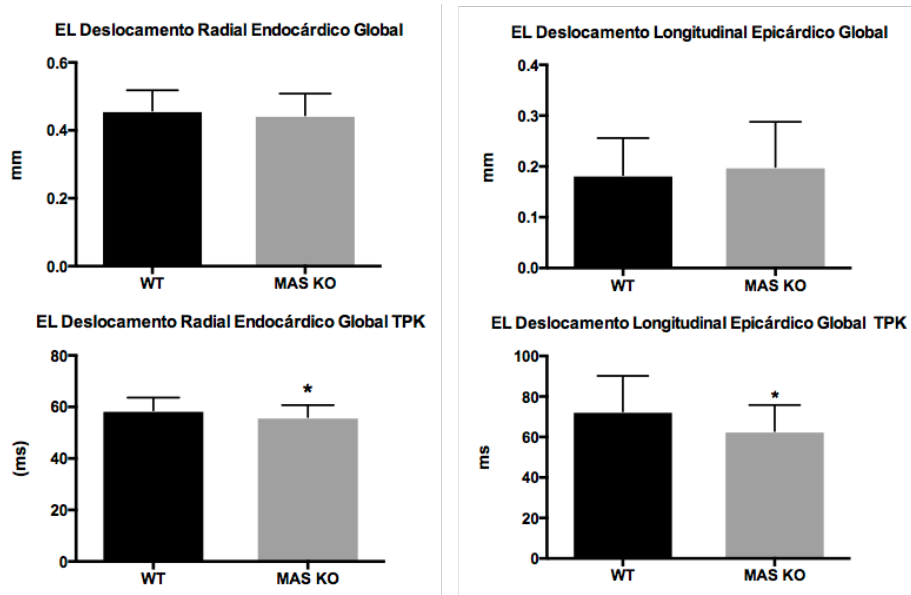 EL Deslocamento Radial Endocárdico Global
0.6
0.4
0.2
0.0
mm
WT MAS KO
EL Deslocamento Longitudinal Epicárdico Global
0.4
0.3
0.2
0.1
0.0
mm
WT MAS KO
EL Deslocamento Radial Endocárdico Global TPK
80
60
40
20
0
(ms)
*
WT MAS KO
EL Deslocamento Longitudinal Epicárdico Global TPK
100
80
60
40
20
0
ms
*
WT MAS KO